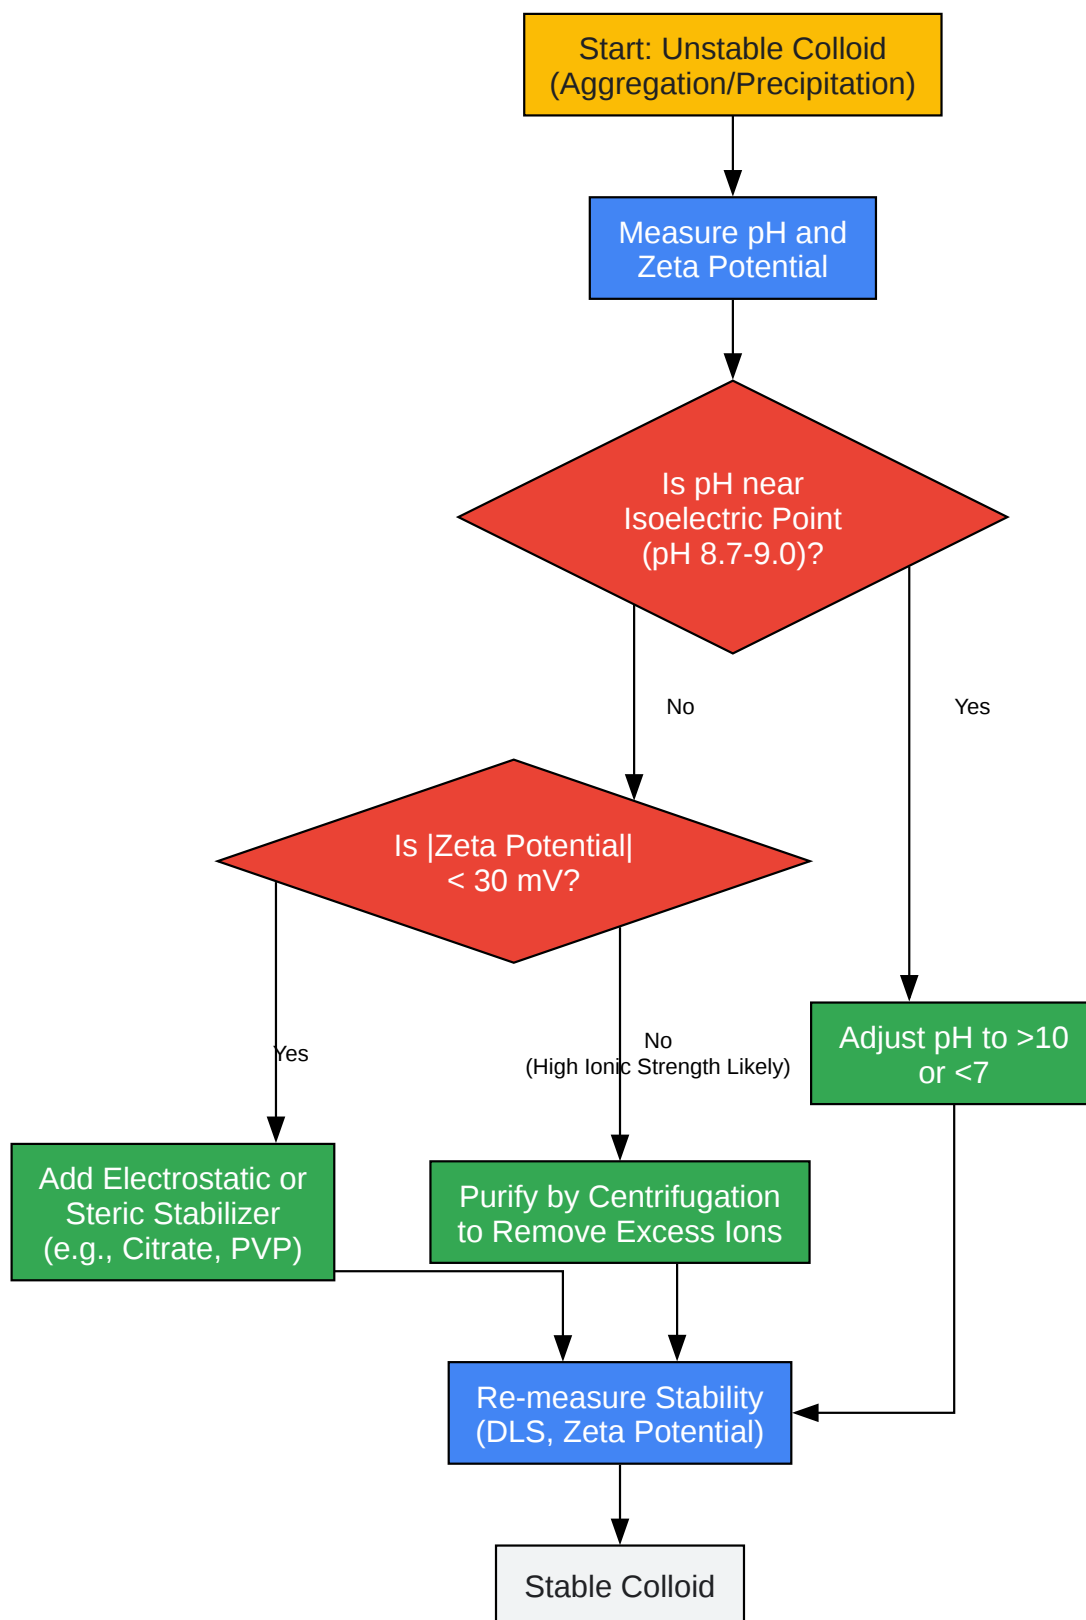 Start: Unstable Colloid
(Aggregation/Precipitation)
Measure pH and
Zeta Potential
Is pH near
Isoelectric Point
(pH 8.7-9.0)?
No
Yes
Is |Zeta Potential|
< 30 mV?
Yes
No
(High Ionic Strength Likely)
Adjust pH to >10
or <7
Add Electrostatic or
Steric Stabilizer
(e.g., Citrate, PVP)
Purify by Centrifugation
to Remove Excess Ions
Re-measure Stability
(DLS, Zeta Potential)
Stable Colloid